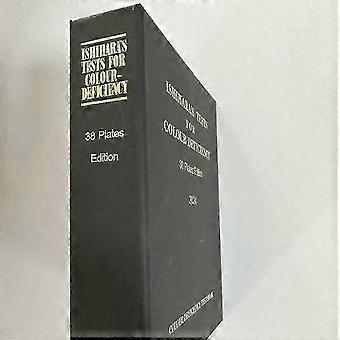 ISHIHARA'S
TESTS FOR
COLOUR-
DEFICIENCY
38 Plates
Edition
ISHIHARA'S TESTS
FOR
COLOUR DEFICIENCY
38 Plates Edition